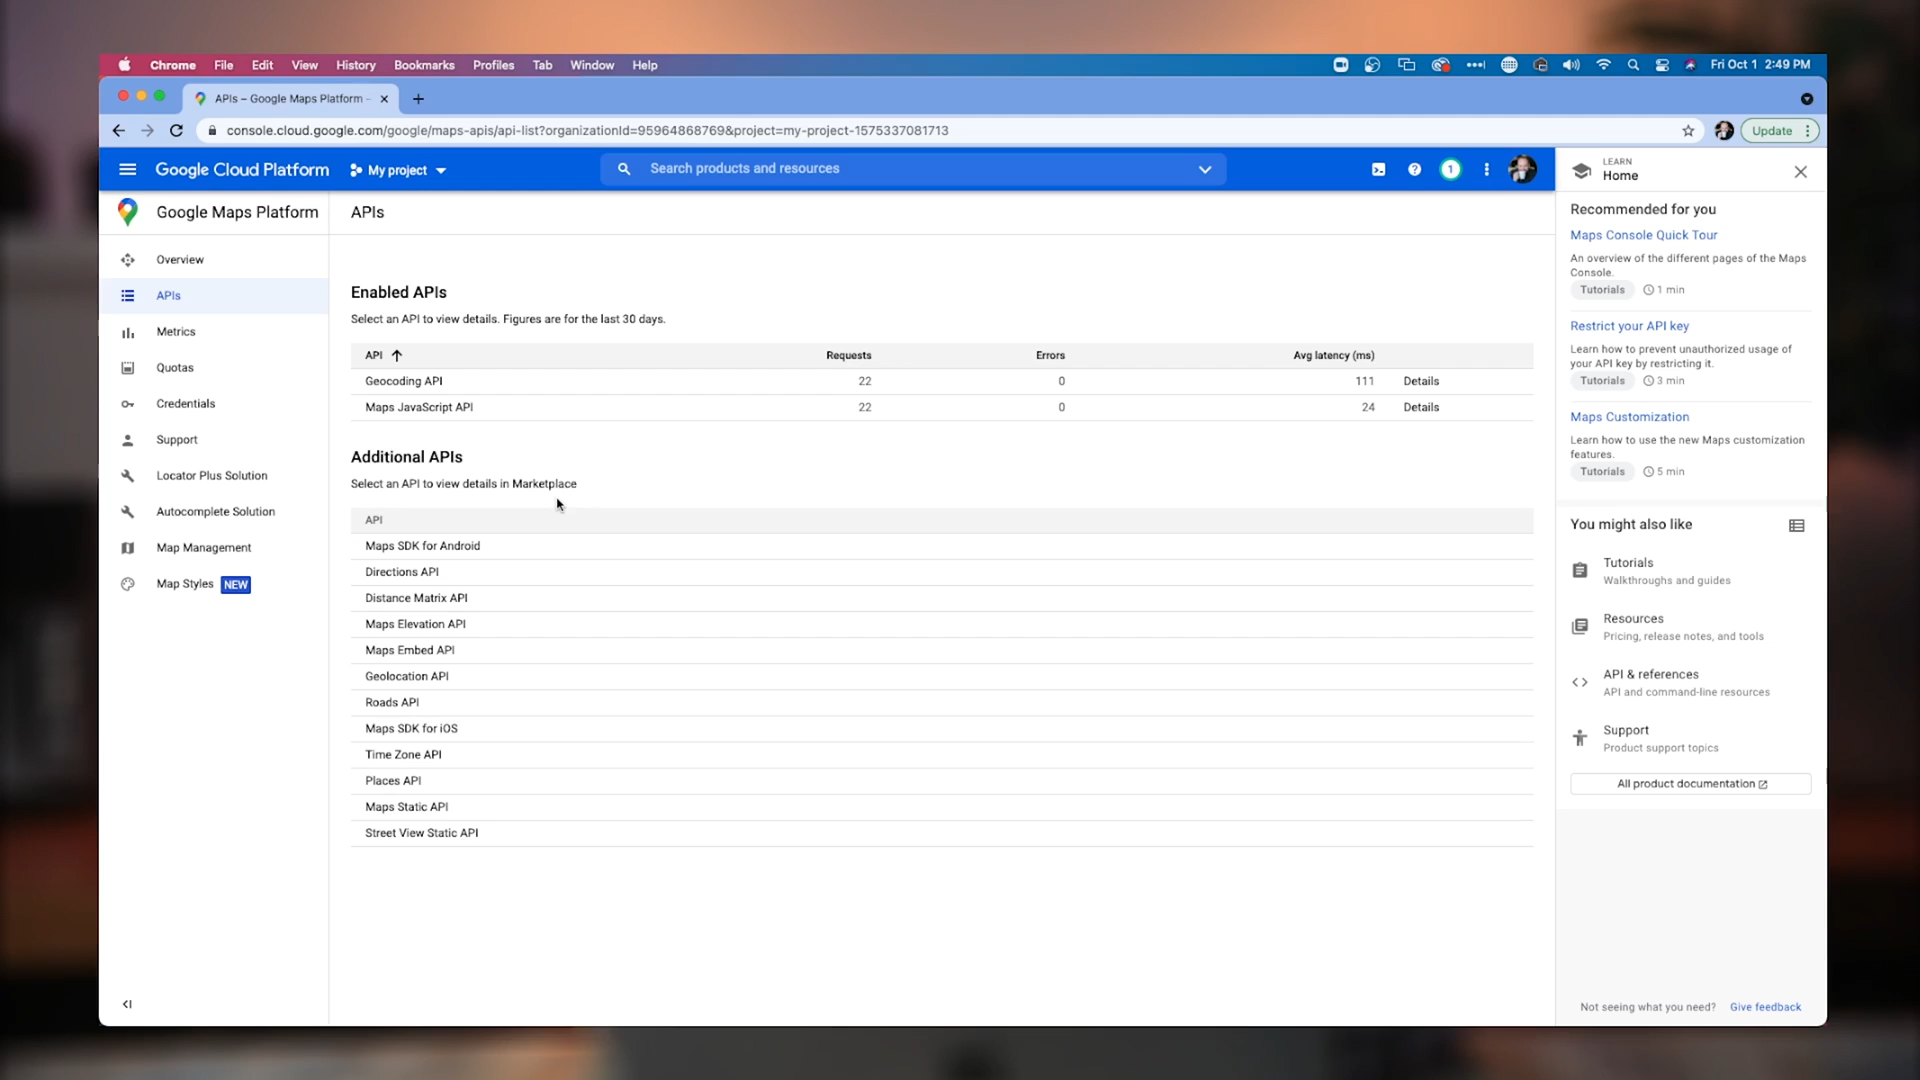 Chrome File Edit View History Bookmarks Profiles Tab Window Help Fri Oct 1 2:49 PM
APIs – Google Maps Platform –
console.cloud.google.com/google/maps-apis/api-list?organizationId=95964868769&project=my-project-1575337081713 Update
Google Cloud Platform My project Search products and resources 1
LEARN
Home
Google Maps Platform
APIs
Overview
APIs
Metrics
Quotas
Credentials
Support
Locator Plus Solution
Autocomplete Solution
Map Management
Map Styles NEW
Enabled APIs
Select an API to view details. Figures are for the last 30 days.
API Requests Errors Avg latency (ms)
Geocoding API 22 0 111 Details
Maps JavaScript API 22 0 24 Details
Additional APIs
Select an API to view details in Marketplace
API
Maps SDK for Android
Directions API
Distance Matrix API
Maps Elevation API
Maps Embed API
Geolocation API
Roads API
Maps SDK for iOS
Time Zone API
Places API
Maps Static API
Street View Static API
Recommended for you
Maps Console Quick Tour
An overview of the different pages of the Maps
Console.
Tutorials 1 min
Restrict your API key
Learn how to prevent unauthorized usage of
your API key by restricting it.
Tutorials 3 min
Maps Customization
Learn how to use the new Maps customization
features.
Tutorials 5 min
You might also like
Tutorials
Walkthroughs and guides
Resources
Pricing, release notes, and tools
API & references
API and command-line resources
Support
Product support topics
All product documentation
Not seeing what you need? Give feedback